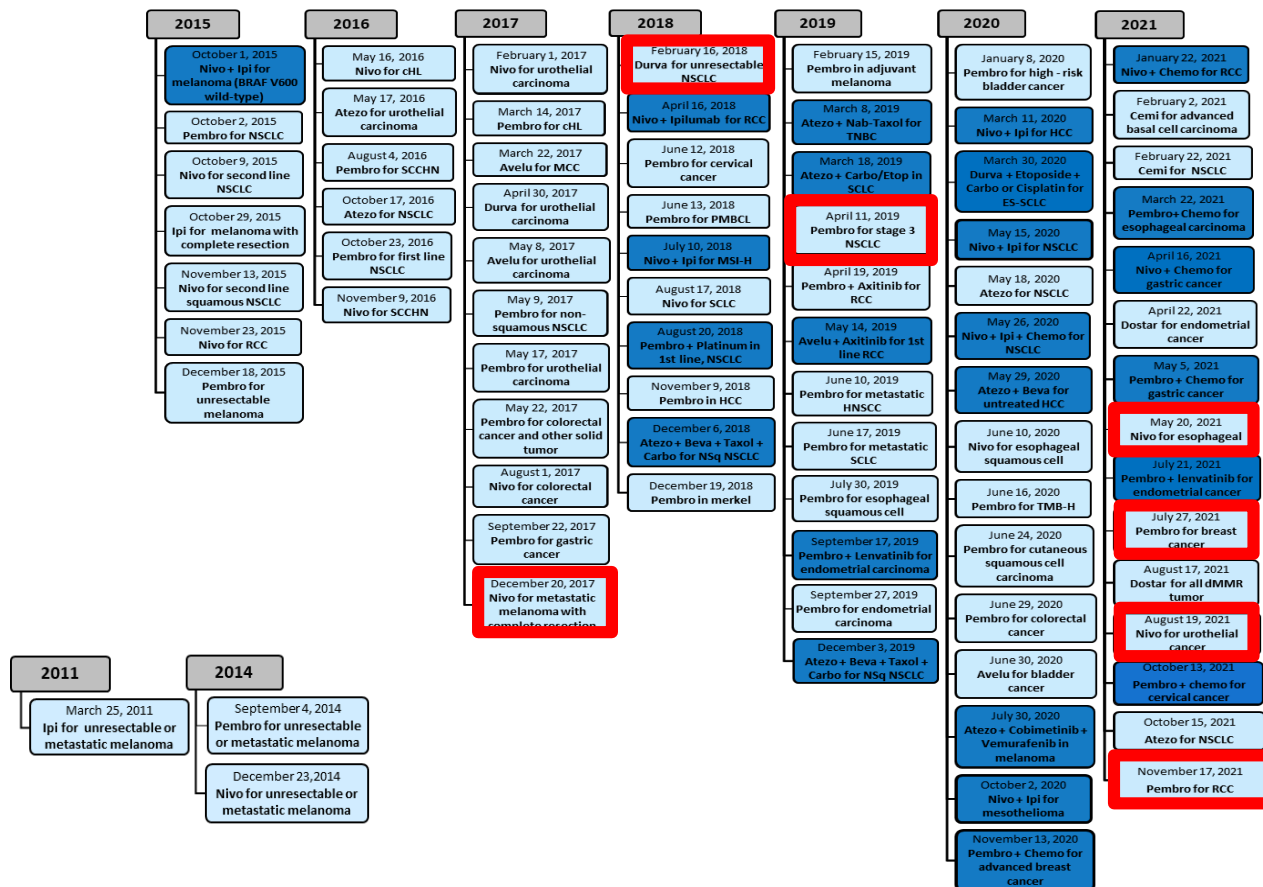 2015
October 1, 2015
Nivo + Ipi for
melanoma (BRAF V600
wild-type)
October 2, 2015
Pembro for NSCLC
October 9, 2015
Nivo for second line
NSCLC
October 29, 2015
Ipi for melanoma with
complete resection
November 13, 2015
Nivo for second line
squamous NSCLC
November 23, 2015
Nivo for RCC
December 18, 2015
Pembro for
unresectable melanoma
2016
May 16, 2016
Nivo for cHL
May 17, 2016
Atezo for urothelial
carcinoma
August 4, 2016
Pembro for SCCHN
October 17, 2016
Atezo for NSCLC
October 23, 2016
Pembro for first line
NSCLC
November 9, 2016
Nivo for SCCHN
2017
February 1, 2017
Nivo for urothelial
carcinoma
March 14, 2017
Pembro for cHL
March 22, 2017
Avelu for MCC
April 30, 2017
Durva for urothelial
carcinoma
May 8, 2017
Avelu for urothelial
carcinoma
May 9, 2017
Pembro for non-
squamous NSCLC
May 17, 2017
Pembro for urothelial
carcinoma
May 22, 2017
Pembro for colorectal
cancer and other solid
tumor
August 1, 2017
Nivo for colorectal
cancer
September 22, 2017
Pembro for gastric
cancer
December 20, 2017
Nivo for metastatic
melanoma with
complete resection
2018
February 16, 2018
Durva for unresectable
NSCLC
April 16, 2018
Nivo + Ipilumab for RCC
June 12, 2018
Pembro for cervical
cancer
June 13, 2018
Pembro for PMBCL
July 10, 2018
Nivo + Ipi for MSI-H
August 17, 2018
Nivo for SCLC
August 20, 2018
Pembro + Platinum in
1st line, NSCLC
November 9, 2018
Pembro in HCC
December 6, 2018
Atezo + Beva + Taxol +
Carbo for NSq NSCLC
December 19, 2018
Pembro in merkel
2019
February 15, 2019
Pembro in adjuvant
melanoma
March 8, 2019
Atezo + Nab-Taxol for
TNBC
March 18, 2019
Atezo + Carbo/Etop in
SCLC
April 11, 2019
Pembro for stage 3
NSCLC
April 19, 2019
Pembro + Axitinib for
RCC
May 14, 2019
Avelu + Axitinib for 1st
line RCC
June 10, 2019
Pembro for metastatic
HNSCC
June 17, 2019
Pembro for metastatic
SCLC
July 30, 2019
Pembro for esophageal
squamous cell
September 17, 2019
Pembro + Lenvatinib for
endometrial carcinoma
September 27, 2019
Pembro for endometrial
carcinoma
December 3, 2019
Atezo + Beva + Taxol +
Carbo for NSq NSCLC
2020
January 8, 2020
Pembro for high - risk
bladder cancer
March 11, 2020
Nivo + Ipi for HCC
March 30, 2020
Durva + Etoposide +
Carbo or Cisplatin for
ES-SCLC
May 15, 2020
Nivo + Ipi for NSCLC
May 18, 2020
Atezo for NSCLC
May 26, 2020
Nivo + Ipi + Chemo for
NSCLC
May 29, 2020
Atezo + Beva for
untreated HCC
June 10, 2020
Nivo for esophageal
squamous cell
June 16, 2020
Pembro for TMB-H
June 24, 2020
Pembro for cutaneous
squamous cell
carcinoma
June 29, 2020
Pembro for colorectal
cancer
June 30, 2020
Avelu for bladder
cancer
July 30, 2020
Atezo + Cobimetinib +
Vemurafenib in
melanoma
October 2, 2020
Nivo + Ipi for
mesothelioma
November 13, 2020
Pembro + Chemo for
advanced breast
cancer
2021
January 22, 2021
Nivo + Chemo for RCC
February 2, 2021
Cemi for advanced
basal cell carcinoma
February 22, 2021
Cemi for NSCLC
March 22, 2021
Pembro+ Chemo for
esophageal carcinoma
April 16, 2021
Nivo + Chemo for
gastric cancer
April 22, 2021
Dostar for endometrial
cancer
May 5, 2021
Pembro + Chemo for
gastric cancer
May 20, 2021
Nivo for esophageal
July 21, 2021
Pembro + lenvatinib for
endometrial cancer
July 27, 2021
Pembro for breast
cancer
August 17, 2021
Dostar for all dMMR
tumor
August 19, 2021
Nivo for urothelial
cancer
October 13, 2021
Pembro + chemo for
cervical cancer
October 15, 2021
Atezo for NSCLC
November 17, 2021
Pembro for RCC
2011
March 25, 2011
Ipi for unresectable or
metastatic melanoma
2014
September 4, 2014
Pembro for unresectable
or metastatic melanoma
December 23,2014
Nivo for unresectable or
metastatic melanoma